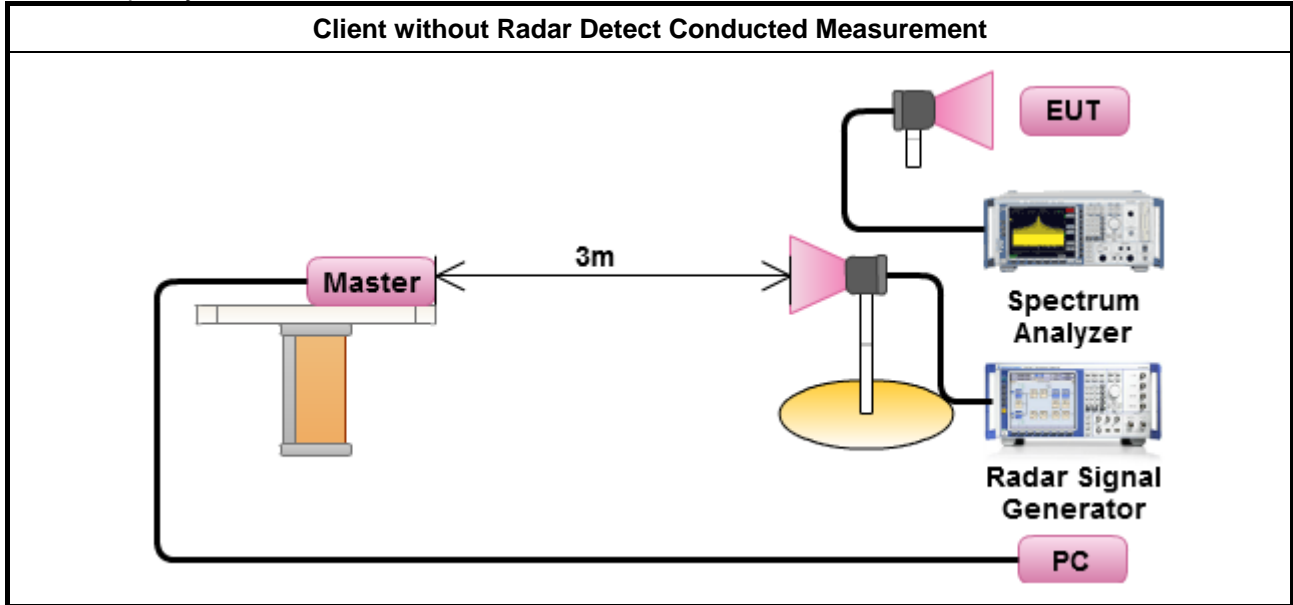 Client without Radar Detect Conducted Measurement
EUT
3m
Master
Spectrum
Analyzer
Radar Signal
Generator
PC